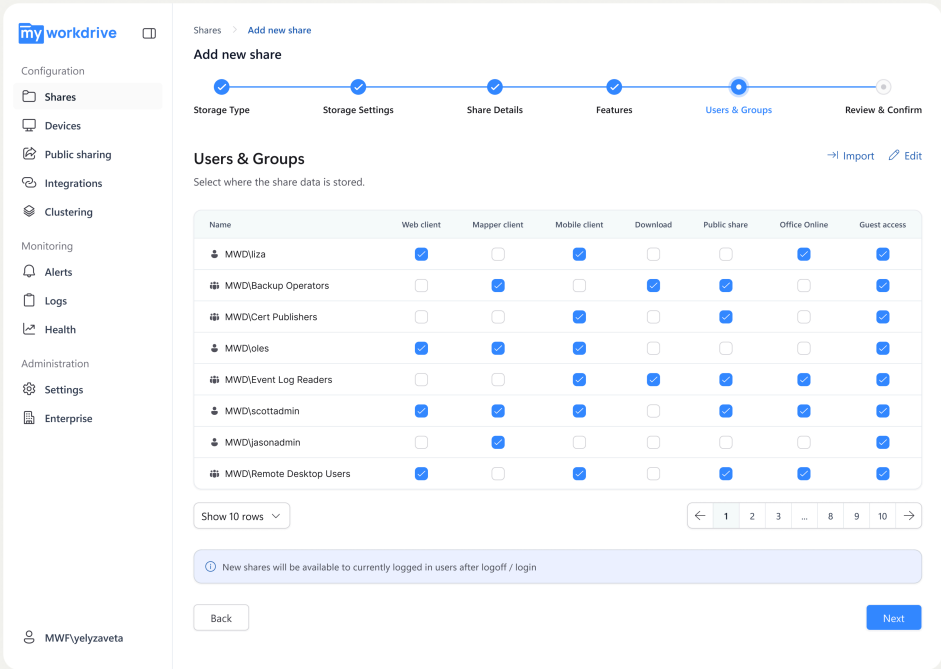 myworkdrive
Configuration
Shares
Devices
Public sharing
Integrations
Clustering
Monitoring
Alerts
Logs
Health
Administration
Settings
Enterprise
MWF\yelyzaveta
Shares > Add new share
Add new share
Storage Type Storage Settings Share Details Features Users & Groups Review & Confirm
Users & Groups
Import Edit
Select where the share data is stored.
Name Web client Mapper client Mobile client Download Public share Office Online Guest access
MWD\liza
MWD\Backup Operators
MWD\Cert Publishers
MWD\oles
MWD\Event Log Readers
MWD\scottadmin
MWD\jasonadmin
MWD\Remote Desktop Users
Show 10 rows
1 2 3 ... 8 9 10
New shares will be available to currently logged in users after logoff / login
Back Next